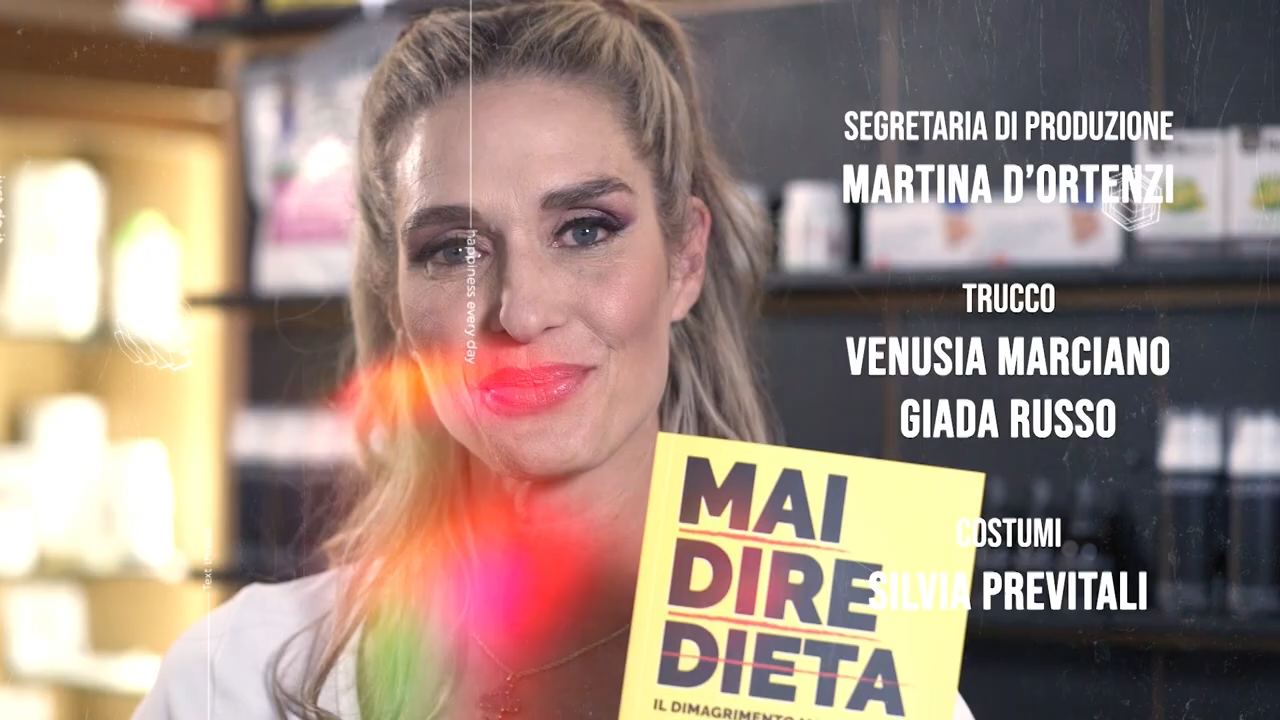 SEGRETARIA DI PRODUZIONE
MARTINA D'ORTENZI
TRUCCO
VENUSIA MARCIANO
GIADA RUSSO
COSTUMI
SILVIA PREVITALI
happiness every day
MAI
DIRE
DIETA
IL DIMAGRIMENTO